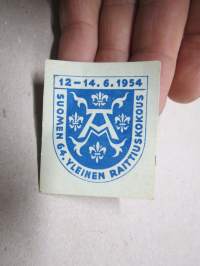 12-14.6.1954
SUOMEN 64. YLEINEN RAITTIUSKOKOUS
A